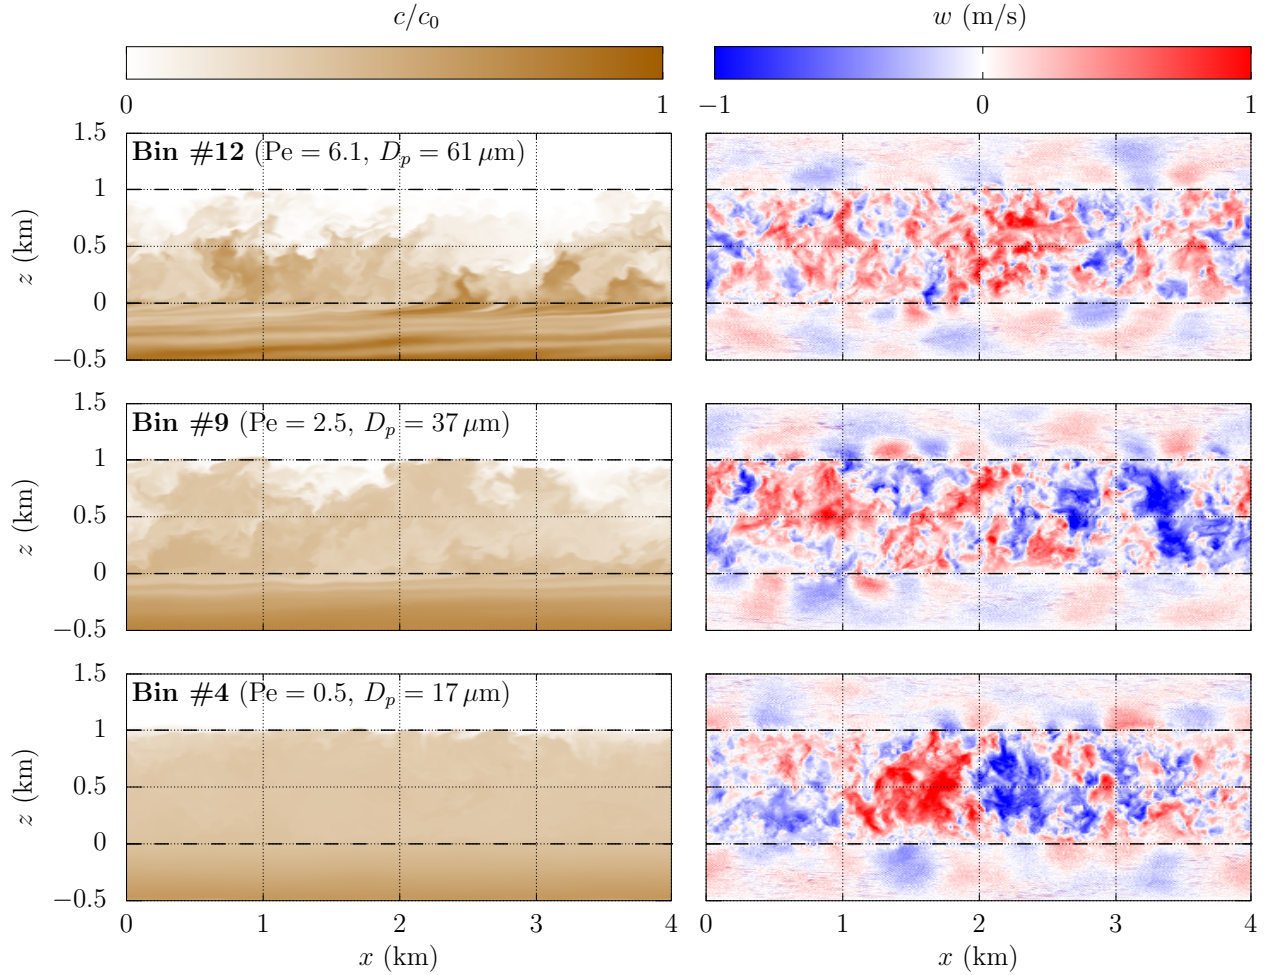 c/c₀
w (m/s)
0 1
−1 0 1
1.5
1
0.5
0
−0.5
z (km)
Bin #12 (Pe = 6.1, Dₚ = 61 μm)
1.5
1
0.5
0
−0.5
z (km)
Bin #9 (Pe = 2.5, Dₚ = 37 μm)
1.5
1
0.5
0
−0.5
z (km)
Bin #4 (Pe = 0.5, Dₚ = 17 μm)
0 1 2 3 4
x (km)
0 1 2 3 4
x (km)